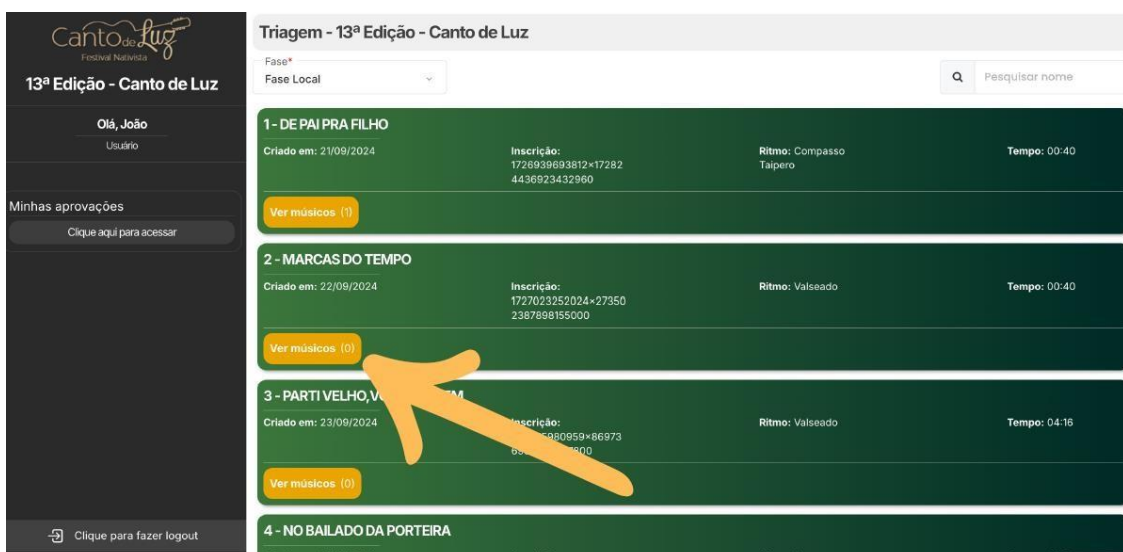 Canto de Luz
Festival Nativista
13ª Edição - Canto de Luz
Olá, João
Usuário
Minhas aprovações
Clique aqui para acessar
Clique para fazer logout
Triagem - 13ª Edição - Canto de Luz
Fase*
Fase Local
Pesquisar nome
1 - DE PAI PRA FILHO
Criado em: 21/09/2024
Inscrição:
1726939693812×17282
4436923432960
Ritmo: Compasso
Taipero
Tempo: 00:40
Ver músicos (1)
2 - MARCAS DO TEMPO
Criado em: 22/09/2024
Inscrição:
1727023252024×27350
2387898155000
Ritmo: Valseado
Tempo: 00:40
Ver músicos (0)
3 - PARTI VELHO,
Criado em: 23/09/2024
Inscrição:
980959×86973
Ritmo: Valseado
Tempo: 04:16
Ver músicos (0)
4 - NO BAILADO DA PORTEIRA